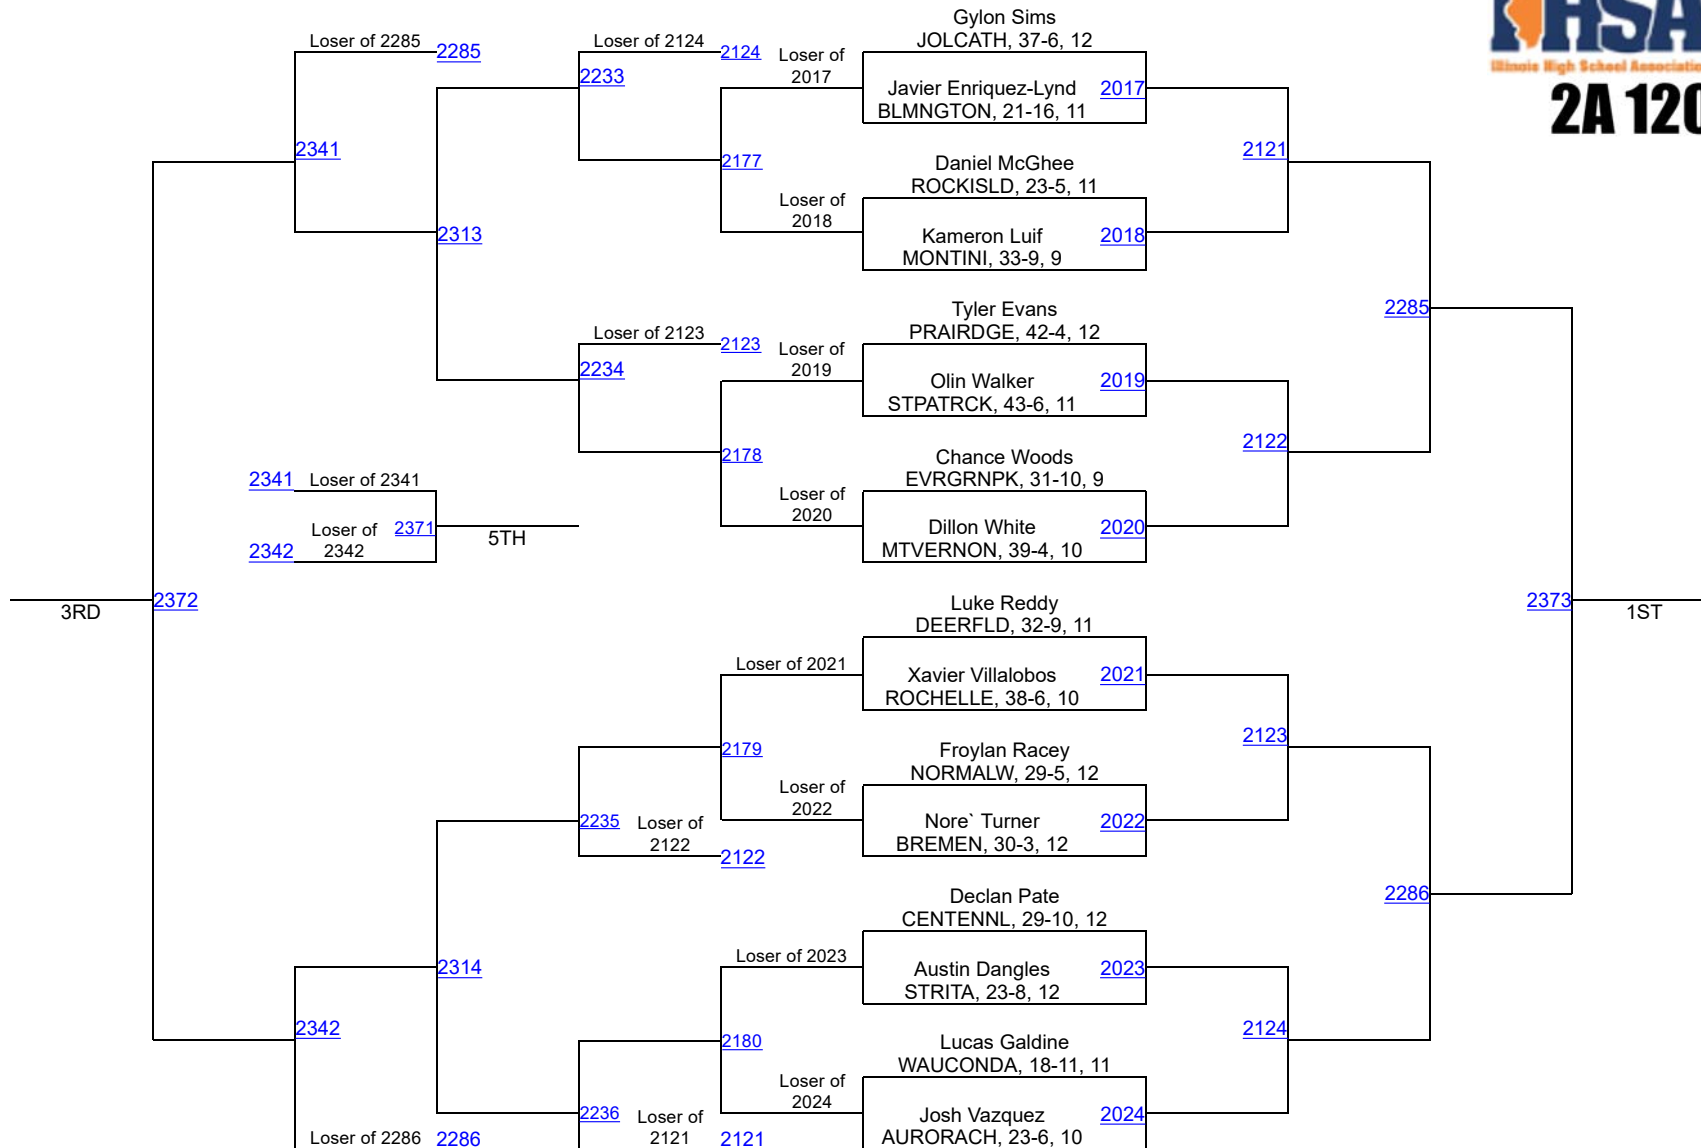 Gylon Sims
JOLCATH, 37-6, 12
Loser of 2285
2285
Loser of 2124
2124
Loser of
2017
2233
Javier Enriquez-Lynd
2017
BLMNGTON, 21-16, 11
Illinois High School Associatio
2A 120
2341
2177
Daniel McGhee
2121
ROCKISLD, 23-5, 11
Loser of
2018
2313
Kameron Luif
2018
MONTINI, 33-9, 9
Tyler Evans
2285
PRAIRDGE, 42-4, 12
Loser of 2123
2123
Loser of
2019
2234
Olin Walker
2019
STPATRCK, 43-6, 11
2178
Chance Woods
2122
EVRGRNPK, 31-10, 9
2341
Loser of 2341
Loser of
2020
Loser of
2342
2371
5TH
2342
Dillon White
2020
MTVERNON, 39-4, 10
3RD
2372
Luke Reddy
DEERFLD, 32-9, 11
2373
1ST
Loser of 2021
Xavier Villalobos
2021
ROCHELLE, 38-6, 10
2179
Froylan Racey
2123
NORMALW, 29-5, 12
Loser of
2022
2235
Loser of
2122
2122
Nore` Turner
2022
BREMEN, 30-3, 12
Declan Pate
2286
CENTENNL, 29-10, 12
Loser of 2023
2314
Austin Dangles
2023
STRITA, 23-8, 12
2342
2180
Lucas Galdine
2124
WAUCONDA, 18-11, 11
Loser of
2024
2236
Loser of
2121
2121
Josh Vazquez
2024
AURORACH, 23-6, 10
Loser of 2286
2286